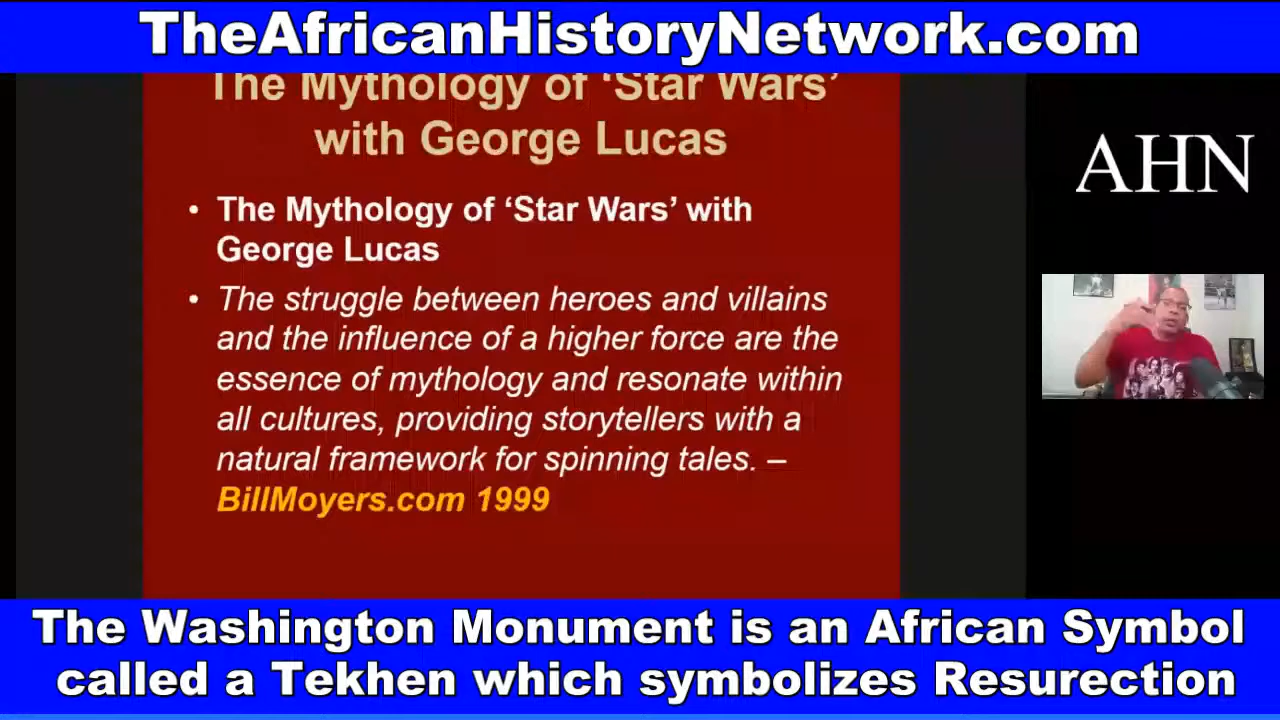 TheAfricanHistoryNetwork.com
The Mythology of ‘Star Wars’
with George Lucas
AHN
• The Mythology of ‘Star Wars’ with
George Lucas
• The struggle between heroes and villains
and the influence of a higher force are the
essence of mythology and resonate within
all cultures, providing storytellers with a
natural framework for spinning tales. –
BillMoyers.com 1999
The Washington Monument is an African Symbol
called a Tekhen which symbolizes Resurection